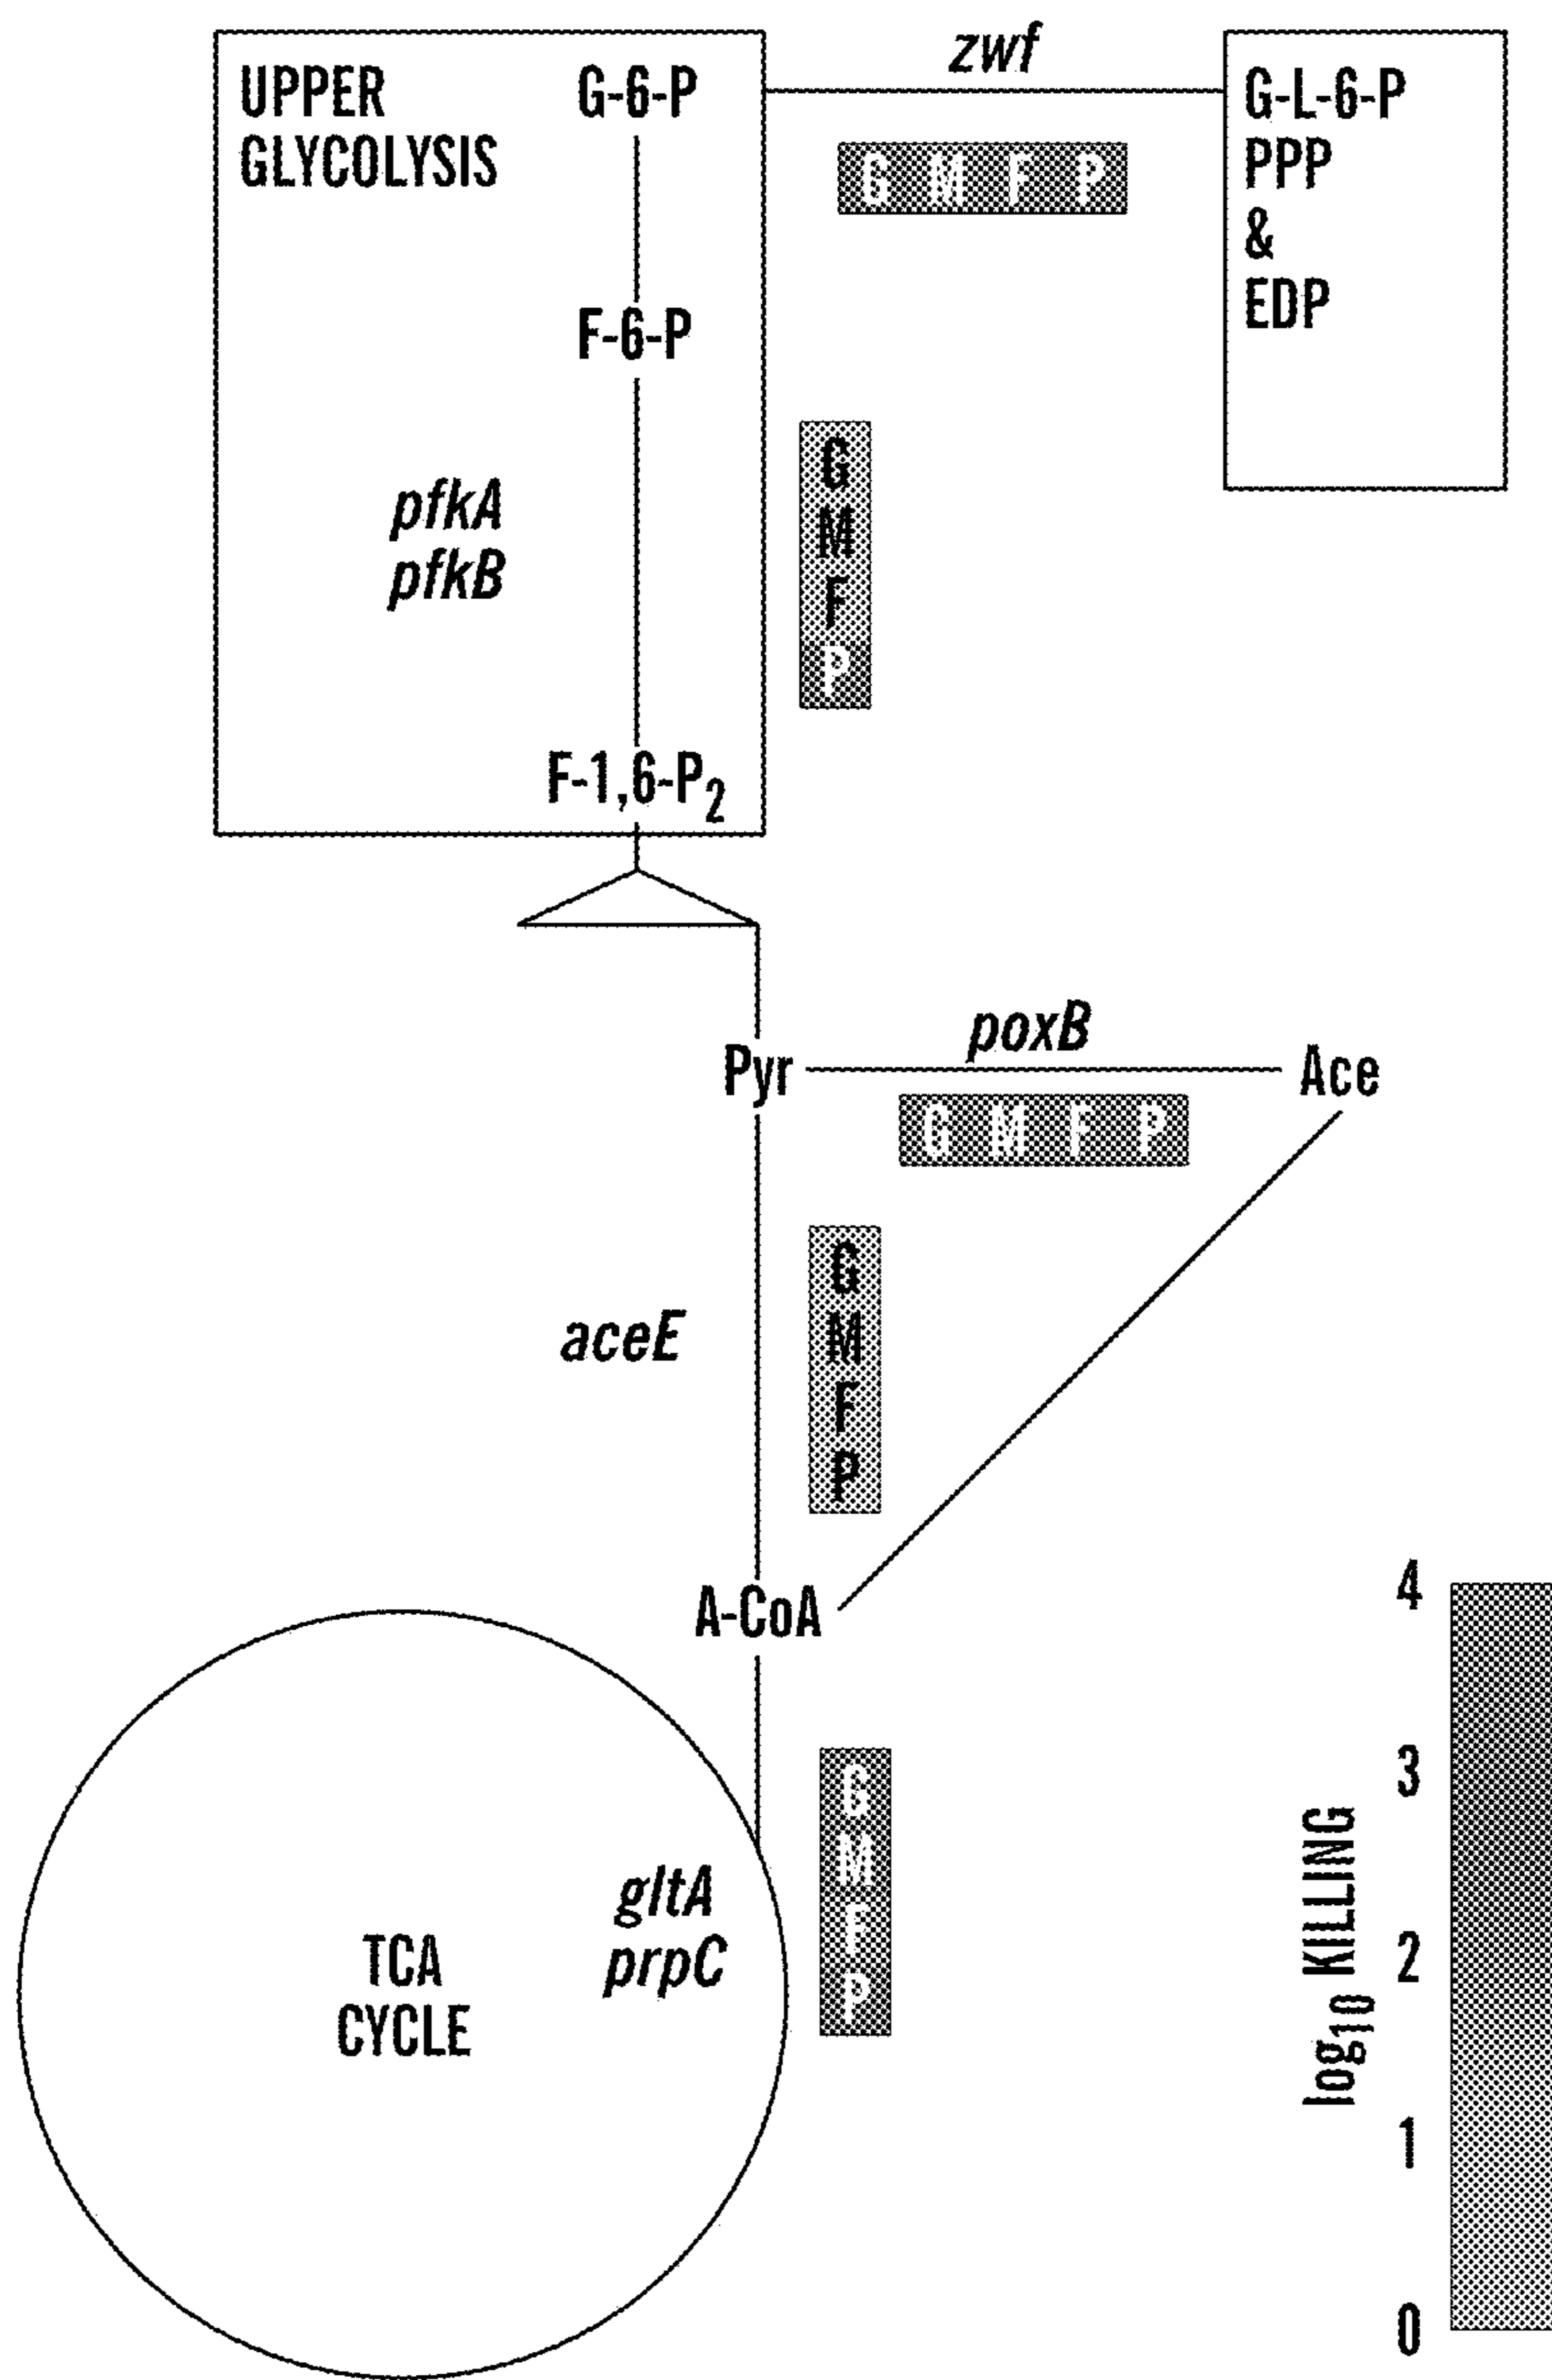 UPPER
GLYCOLYSIS
G-6-P
zwf
G M F P
G-L-6-P
PPP
&
EDP
F-6-P
pfkA
pfkB
G
M
F
P
F-1,6-P2
Pyr
poxB
Ace
G M F P
aceE
G
M
F
P
A-CoA
gltA
prpC
G
M
F
P
TCA
CYCLE
log10 KILLING
4
3
2
1
0